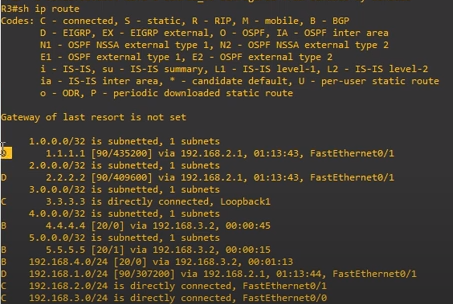 R3#sh ip route
Codes: C - connected, S - static, R - RIP, M - mobile, B - BGP
D - EIGRP, EX - EIGRP external, O - OSPF, IA - OSPF inter area
N1 - OSPF NSSA external type 1, N2 - OSPF NSSA external type 2
E1 - OSPF external type 1, E2 - OSPF external type 2
i - IS-IS, su - IS-IS summary, L1 - IS-IS level-1, L2 - IS-IS level-2
ia - IS-IS inter area, * - candidate default, U - per-user static route
o - ODR, P - periodic downloaded static route
Gateway of last resort is not set
1.0.0.0/32 is subnetted, 1 subnets
D 1.1.1.1 [90/435200] via 192.168.2.1, 01:13:43, FastEthernet0/1
2.0.0.0/32 is subnetted, 1 subnets
D 2.2.2.2 [90/409600] via 192.168.2.1, 01:13:43, FastEthernet0/1
3.0.0.0/32 is subnetted, 1 subnets
C 3.3.3.3 is directly connected, Loopback1
4.0.0.0/32 is subnetted, 1 subnets
B 4.4.4.4 [20/0] via 192.168.3.2, 00:00:45
5.0.0.0/32 is subnetted, 1 subnets
B 5.5.5.5 [20/1] via 192.168.3.2, 00:00:15
B 192.168.4.0/24 [20/0] via 192.168.3.2, 00:01:13
D 192.168.1.0/24 [90/307200] via 192.168.2.1, 01:13:44, FastEthernet0/1
C 192.168.2.0/24 is directly connected, FastEthernet0/1
C 192.168.3.0/24 is directly connected, FastEthernet0/0